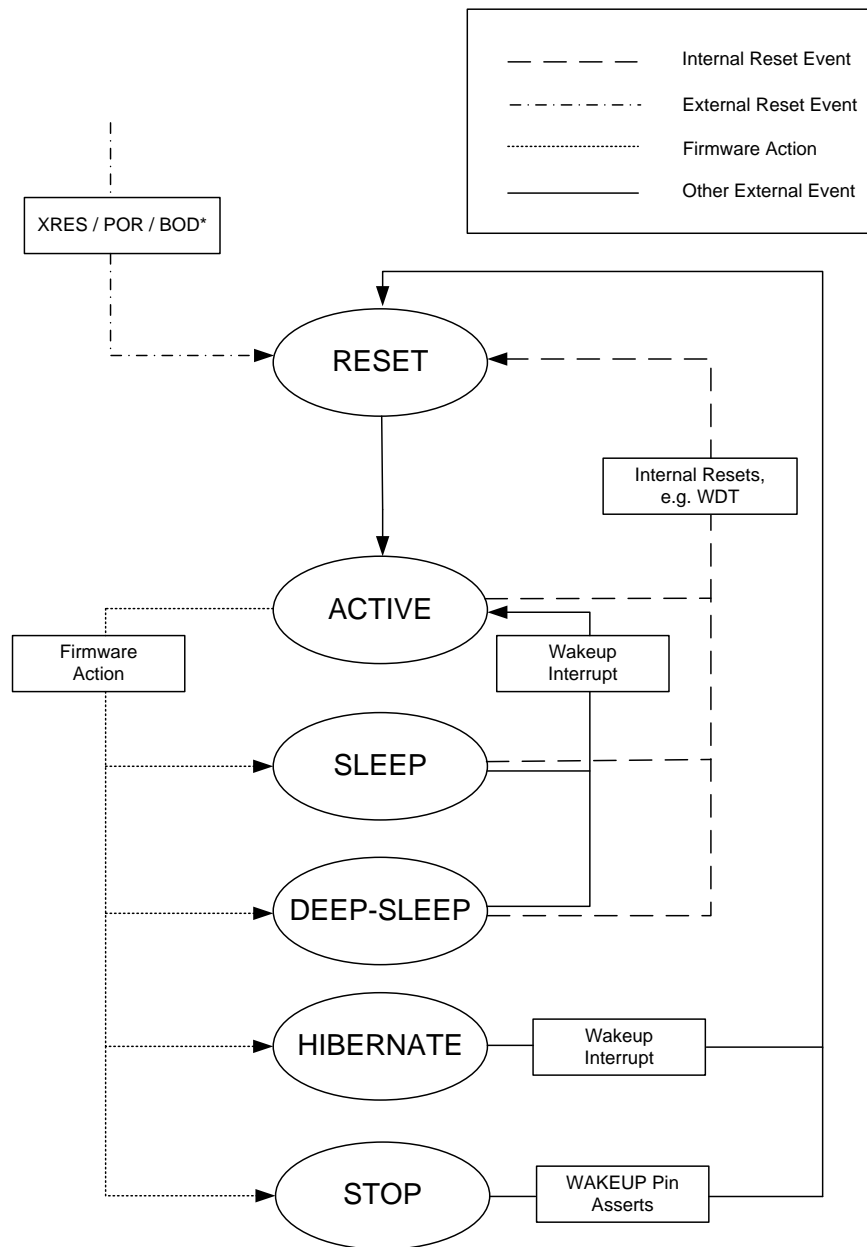 Internal Reset Event
External Reset Event
Firmware Action
Other External Event
XRES / POR / BOD*
RESET
Internal Resets,
e.g. WDT
ACTIVE
Firmware
Action
Wakeup
Interrupt
SLEEP
DEEP-SLEEP
HIBERNATE
Wakeup
Interrupt
STOP
WAKEUP Pin
Asserts